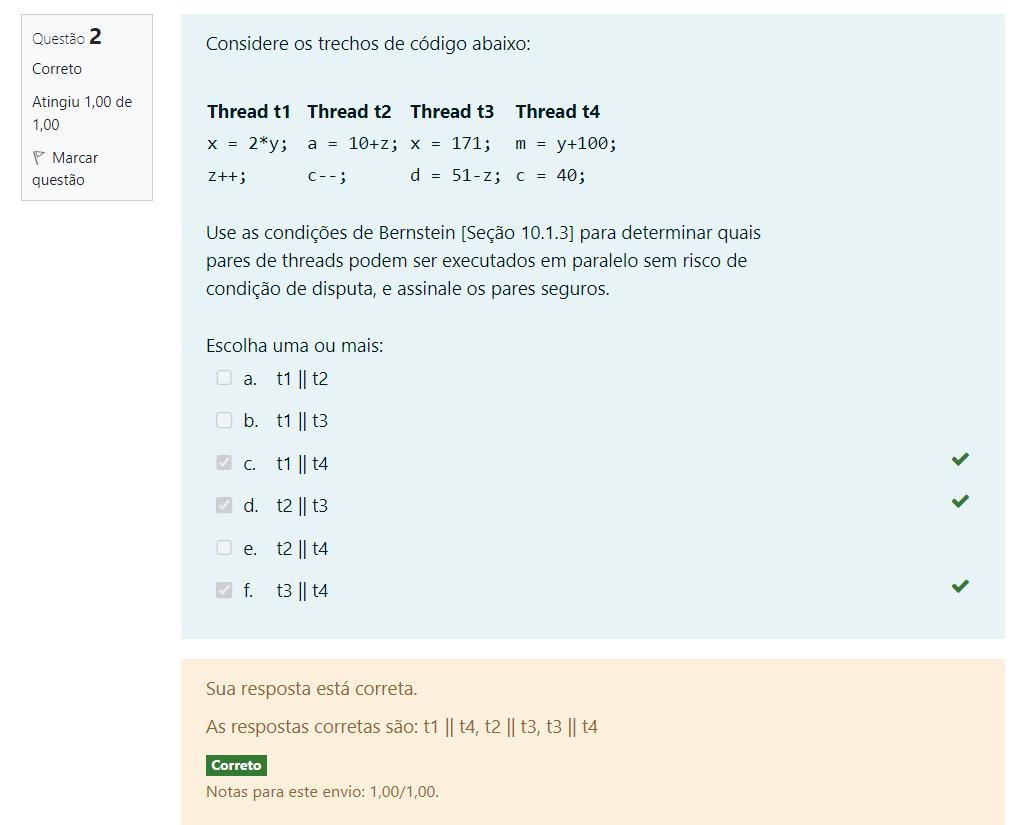 Questão 2
Correto
Atingiu 1,00 de
1,00
Marcar
questão
Considere os trechos de código abaixo:
Thread t1 Thread t2 Thread t3 Thread t4
x = 2*y; a = 10+z; x = 171; m = y+100;
z++; c--; d = 51-z; c = 40;
Use as condições de Bernstein [Seção 10.1.3] para determinar quais
pares de threads podem ser executados em paralelo sem risco de
condição de disputa, e assinale os pares seguros.
Escolha uma ou mais:
a. t1 || t2
b. t1 || t3
c. t1 || t4
d. t2 || t3
e. t2 || t4
f. t3 || t4
Sua resposta está correta.
As respostas corretas são: t1 || t4, t2 || t3, t3 || t4
Correto
Notas para este envio: 1,00/1,00.